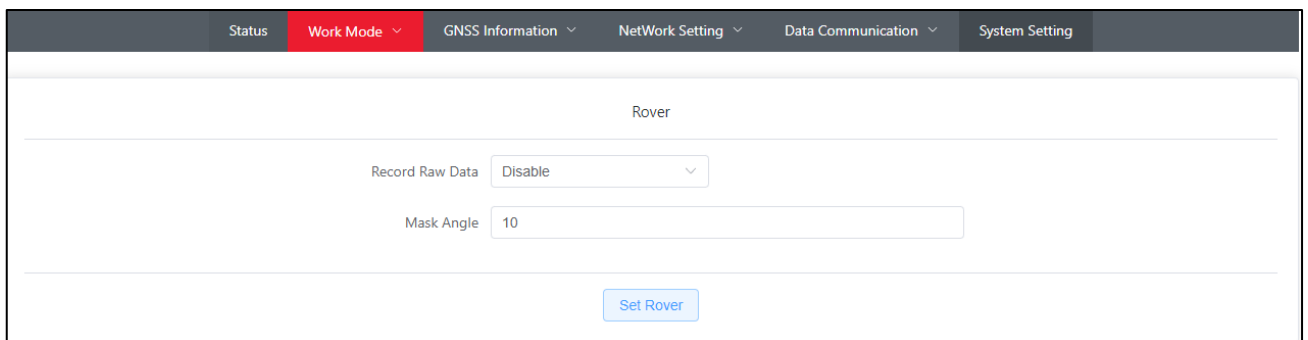 Status Work Mode GNSS Information NetWork Setting Data Communication System Setting
Rover
Record Raw Data Disable
Mask Angle 10
Set Rover